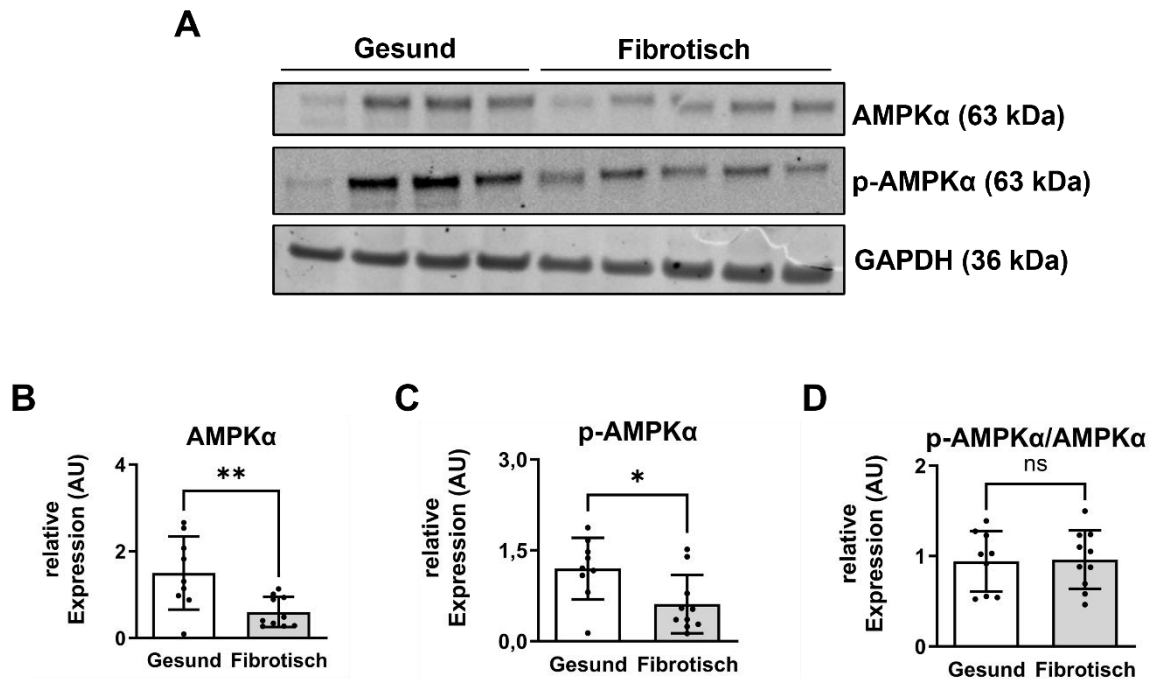 A
Gesund Fibrotisch
AMPKα (63 kDa)
p-AMPKα (63 kDa)
GAPDH (36 kDa)
B
AMPKα
relative
Expression (AU)
4
2
0
**
Gesund Fibrotisch
C
p-AMPKα
relative
Expression (AU)
3,0
1,5
0,0
*
Gesund Fibrotisch
D
p-AMPKα/AMPKα
relative
Expression (AU)
2
1
0
ns
Gesund Fibrotisch